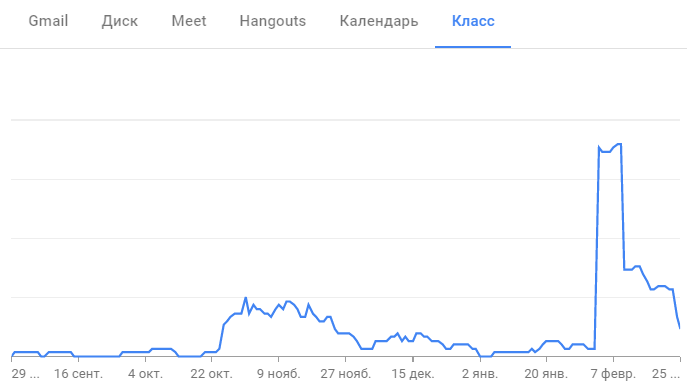 Gmail Диск Meet Hangouts Календарь Класс
29 ... 16 сент. 4 окт. 22 окт. 9 нояб. 27 нояб. 15 дек. 2 янв. 20 янв. 7 февр. 25 ...